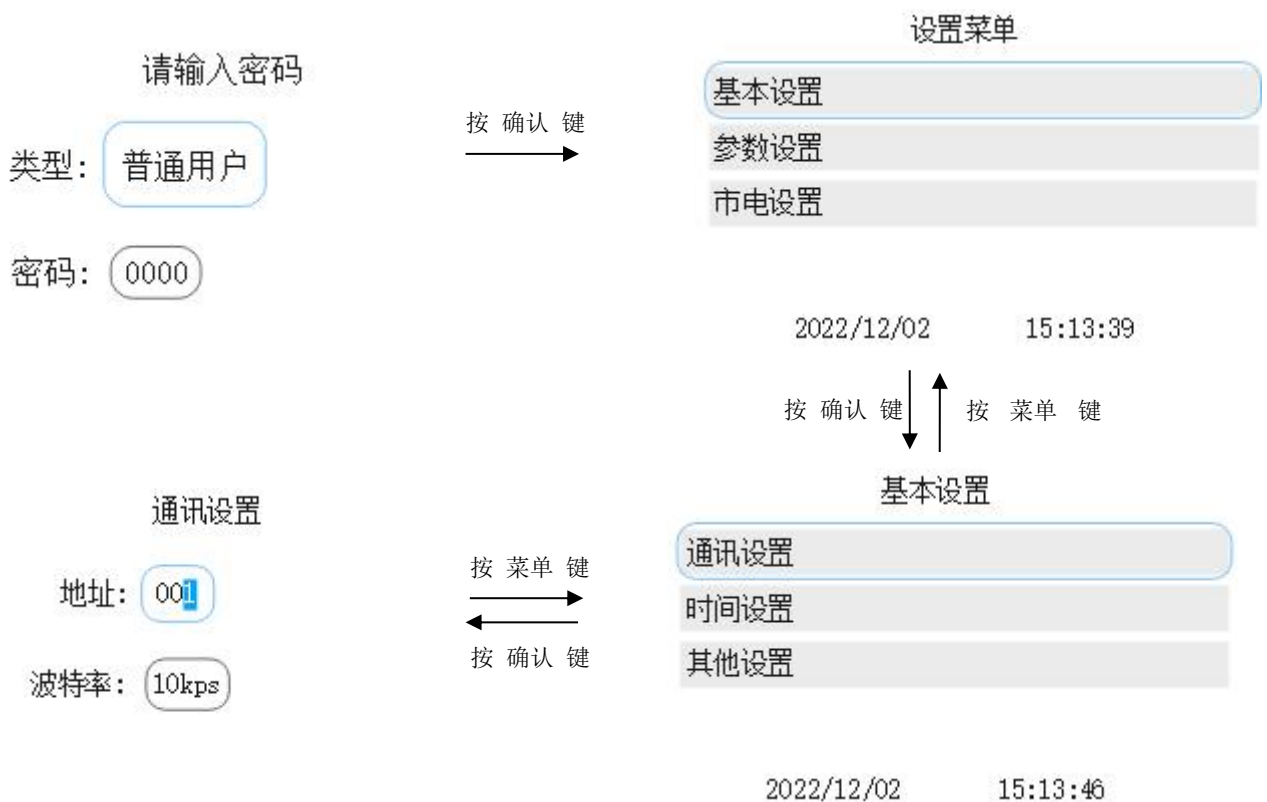 请输入密码
类型: 普通用户
密码: 0000
按 确认 键
设置菜单
基本设置
参数设置
市电设置
2022/12/02 15:13:39
按 确认 键
按 菜单 键
通讯设置
地址: 001
波特率: 10kps
按 菜单 键
按 确认 键
基本设置
通讯设置
时间设置
其他设置
2022/12/02 15:13:46